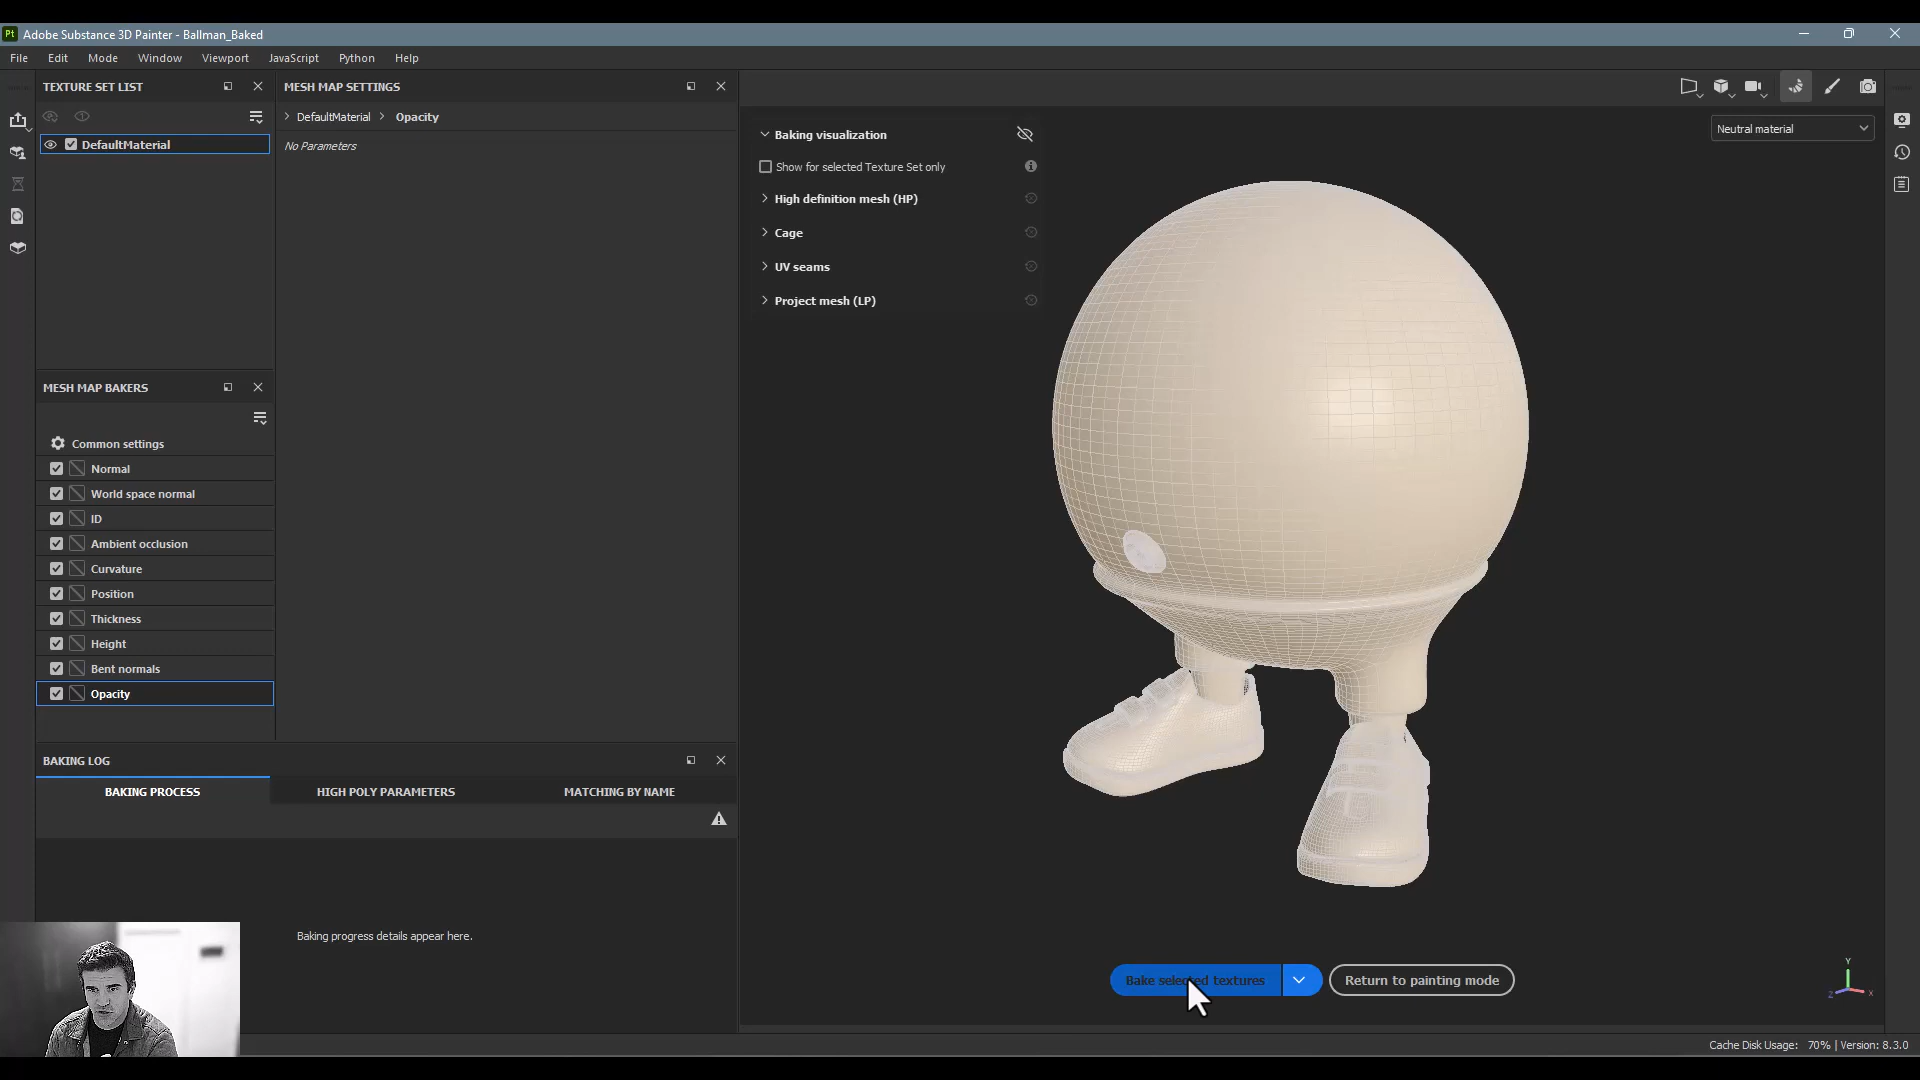 Pt Adobe Substance 3D Painter - Ballman_Baked
File Edit Mode Window Viewport JavaScript Python Help
TEXTURE SET LIST
DefaultMaterial
MESH MAP SETTINGS
DefaultMaterial > Opacity
No Parameters
MESH MAP BAKERS
Common settings
Normal
World space normal
ID
Ambient occlusion
Curvature
Position
Thickness
Height
Bent normals
Opacity
BAKING LOG
BAKING PROCESS HIGH POLY PARAMETERS MATCHING BY NAME
Baking progress details appear here.
Baking visualization
Show for selected Texture Set only
High definition mesh (HP)
Cage
UV seams
Project mesh (LP)
Neutral material
Bake selected textures
Return to painting mode
Y
Z X
Cache Disk Usage: 70% | Version: 8.3.0